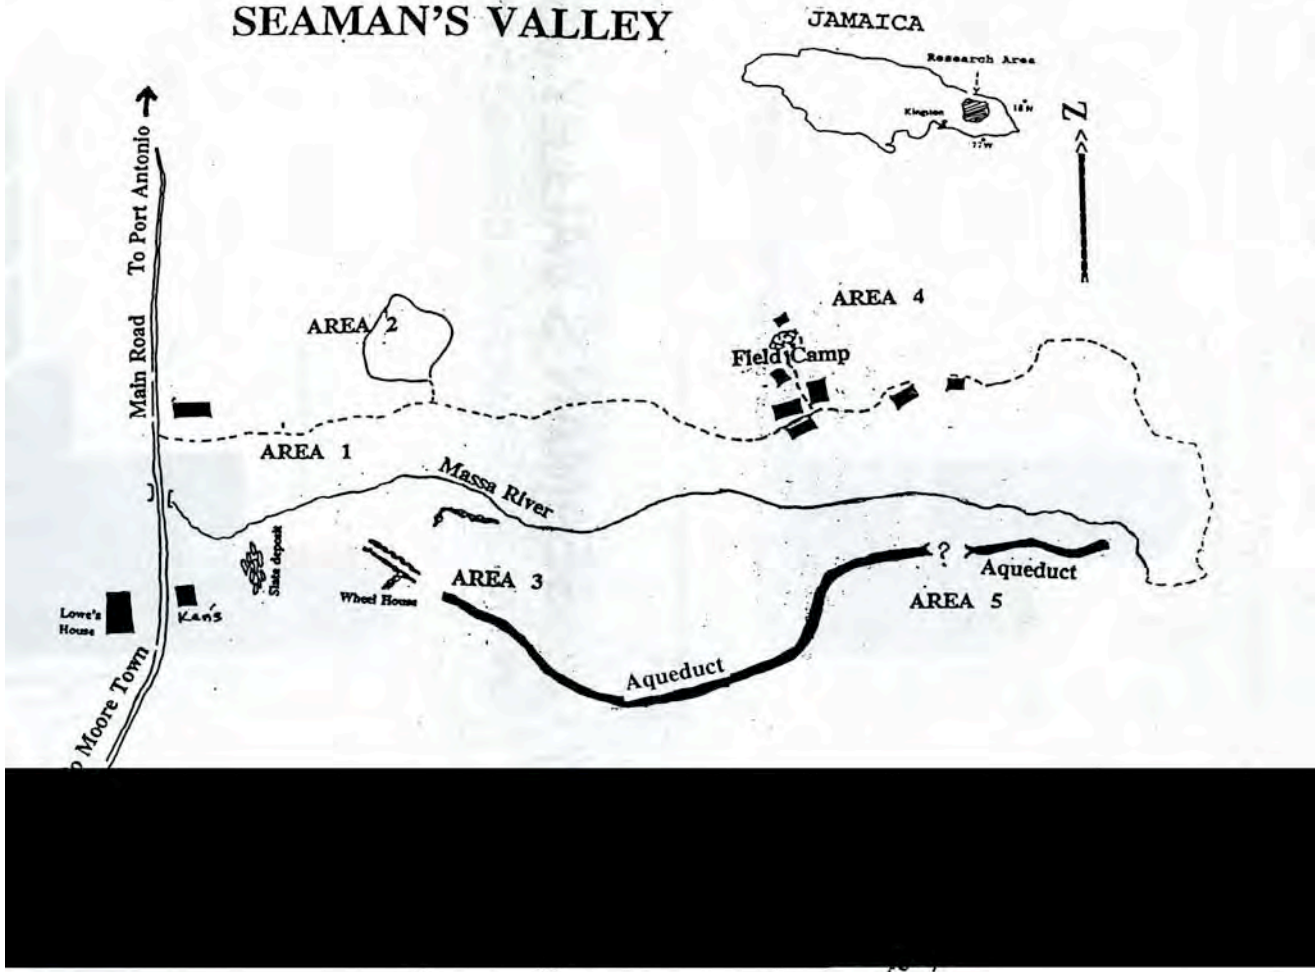 SEAMAN'S VALLEY
JAMAICA
Research Area
Kingston
18°N
77°W
N
To Port Antonio
Main Road
AREA 2
AREA 4
Field Camp
AREA 1
Massa River
Slate deposit
Wheel House
AREA 3
?
Aqueduct
AREA 5
Lowe's
House
Ken's
Aqueduct
o Moore Town